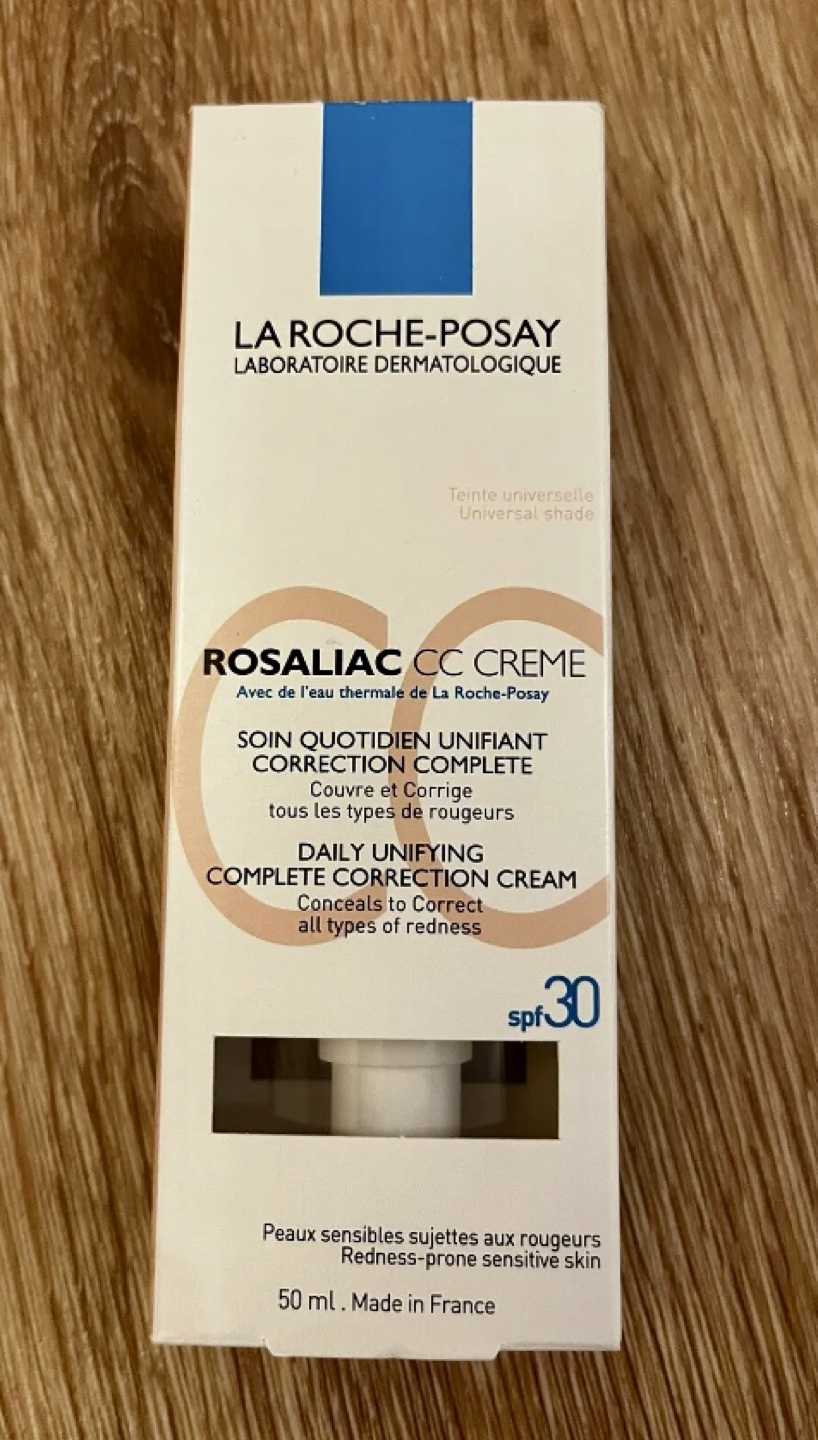 LA ROCHE-POSAY
LABORATOIRE DERMATOLOGIQUE
Teinte universelle
Universal shade
CC
ROSALIAC CC CREME
Avec de l'eau thermale de La Roche-Posay
SOIN QUOTIDIEN UNIFIANT
CORRECTION COMPLETE
Couvre et Corrige
tous les types de rougeurs
DAILY UNIFYING
COMPLETE CORRECTION CREAM
Conceals to Correct
all types of redness
spf30
Peaux sensibles sujettes aux rougeurs
Redness-prone sensitive skin
50 ml . Made in France